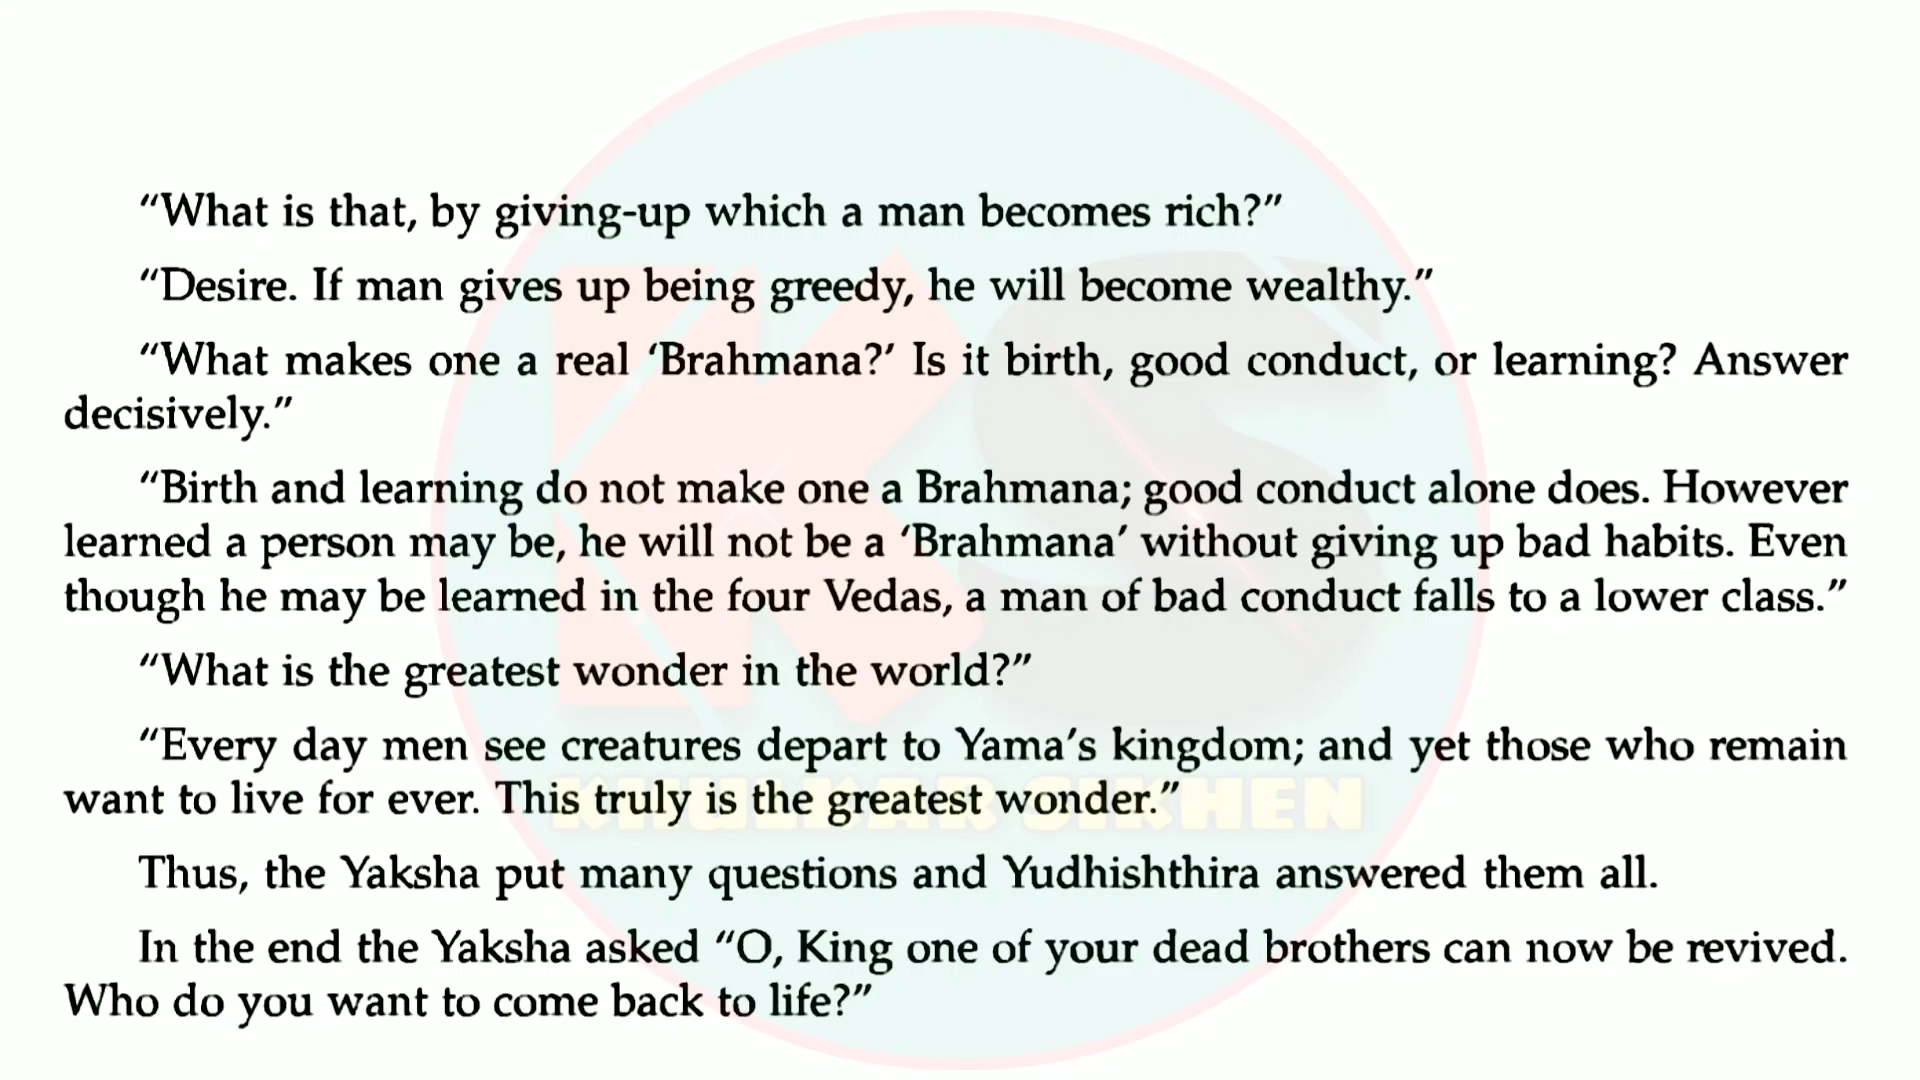 “What is that, by giving-up which a man becomes rich?”
“Desire. If man gives up being greedy, he will become wealthy.”
“What makes one a real ‘Brahmana?’ Is it birth, good conduct, or learning? Answer
decisively.”
“Birth and learning do not make one a Brahmana; good conduct alone does. However
learned a person may be, he will not be a ‘Brahmana’ without giving up bad habits. Even
though he may be learned in the four Vedas, a man of bad conduct falls to a lower class.”
“What is the greatest wonder in the world?”
“Every day men see creatures depart to Yama’s kingdom; and yet those who remain
want to live for ever. This truly is the greatest wonder.”
KHULKAR SIKHEN
Thus, the Yaksha put many questions and Yudhishthira answered them all.
In the end the Yaksha asked “O, King one of your dead brothers can now be revived.
Who do you want to come back to life?”
KS